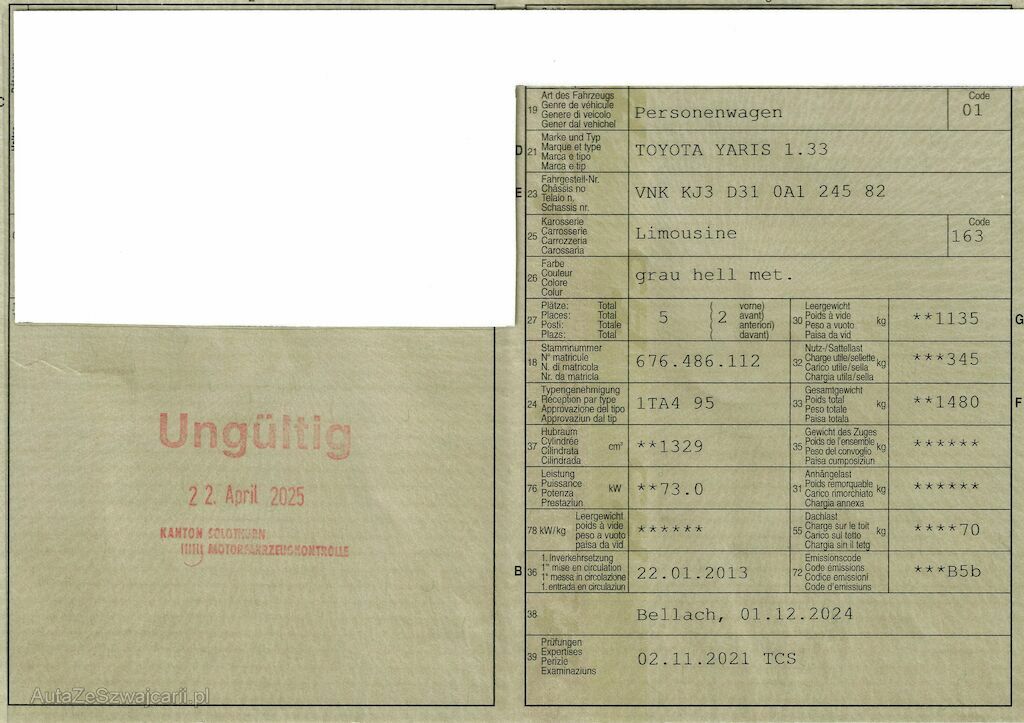 Art des Fahrzeugs
Genre de véhicule
Genere di veicolo
Gener dal vehichel
19
Personenwagen
Code
01
Marke und Typ
Marque et type
Marca e tipo
Marca e tip
D 21
TOYOTA YARIS 1.33
Fahrgestell-Nr.
Châssis no
Telaio n.
Schassis nr.
E 23
VNK KJ3 D31 0A1 245 82
Karosserie
Carrosserie
Carrozzeria
Carossaria
25
Limousine
Code
163
Farbe
Couleur
Colore
Colur
26
grau hell met.
Plätze: Total
Places: Total
Posti: Totale
Plazs: Total
27
5
( vorne)
( 2 avant)
( anteriori)
( davant)
Leergewicht
Poids à vide
Peso a vuoto
Paisa da vid
30 kg
**1135
G
Stammnummer
N° matricule
N. di matricola
Nr. da matricla
18
676.486.112
Nutz-/Sattellast
Charge utile/sellette
Carico utile/sella
Chargia utila/sella
32 kg
***345
Typengenehmigung
Réception par type
Approvazione del tipo
Approvaziun dal tip
24
1TA4 95
Gesamtgewicht
Poids total
Peso totale
Paisa totala
33 kg
**1480
F
Hubraum
Cylindrée
Cilindrata
Cilindrada
37 cm³
**1329
Gewicht des Zuges
Poids de l'ensemble
Peso del convoglio
Paisa cumposiziun
35 kg
******
Leistung
Puissance
Potenza
Prestaziun
76 kW
**73.0
Anhängelast
Poids remorquable
Carico rimorchiato
Chargia annexa
31 kg
******
Leergewicht
poids à vide
peso a vuoto
paisa da vid
78 kW/kg
******
Dachlast
Charge sur le toit
Carico sul tetto
Chargia sin il tetg
55 kg
****70
1. Inverkehrsetzung
1re mise en circulation
1a messa in circolazione
1. entrada en circulaziun
B 36
22.01.2013
Emissionscode
Code émissions
Codice emissioni
Code d'emissiuns
72
***B5b
38
Bellach, 01.12.2024
Prüfungen
Expertises
Perizie
Examinaziuns
39
02.11.2021 TCS
Ungültig
22. April 2025
KANTON SOLOTHURN
MOTORFAHRZEUGKONTROLLE
AutaZeSzwajcarii.pl